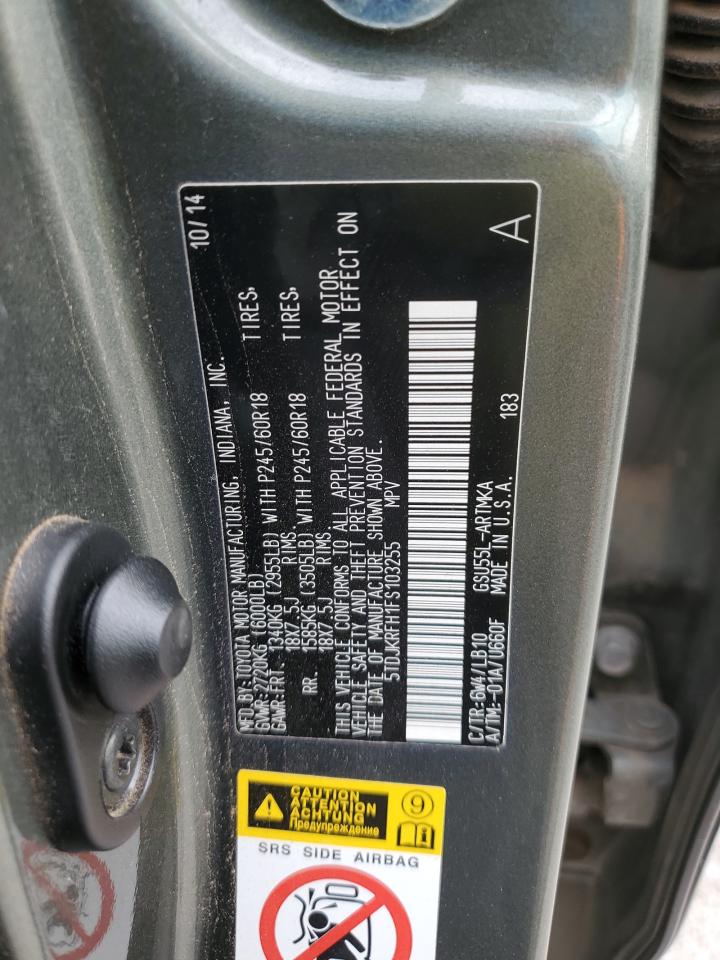 MFD.BY:TOYOTA MOTOR MANUFACTURING, INDIANA, INC. 10/14
GVWR:2720KG (6000LB)
GAWR:FRT. 1340KG (2955LB) WITH P245/60R18 TIRES,
18X7.5J RIMS
RR. 1585KG (3505LB) WITH P245/60R18 TIRES,
18X7.5J RIMS
THIS VEHICLE CONFORMS TO ALL APPLICABLE FEDERAL MOTOR
VEHICLE SAFETY AND THEFT PREVENTION STANDARDS IN EFFECT ON
THE DATE OF MANUFACTURE SHOWN ABOVE.
5TDJKRFH1FS103255 MPV
C/TR:6W47LB10 GSU55L-ARTMKA 183
A/TM:-01A/U660F MADE IN U.S.A. A
CAUTION
ATTENTION
ACHTUNG
Предупреждение
9
SRS SIDE AIRBAG